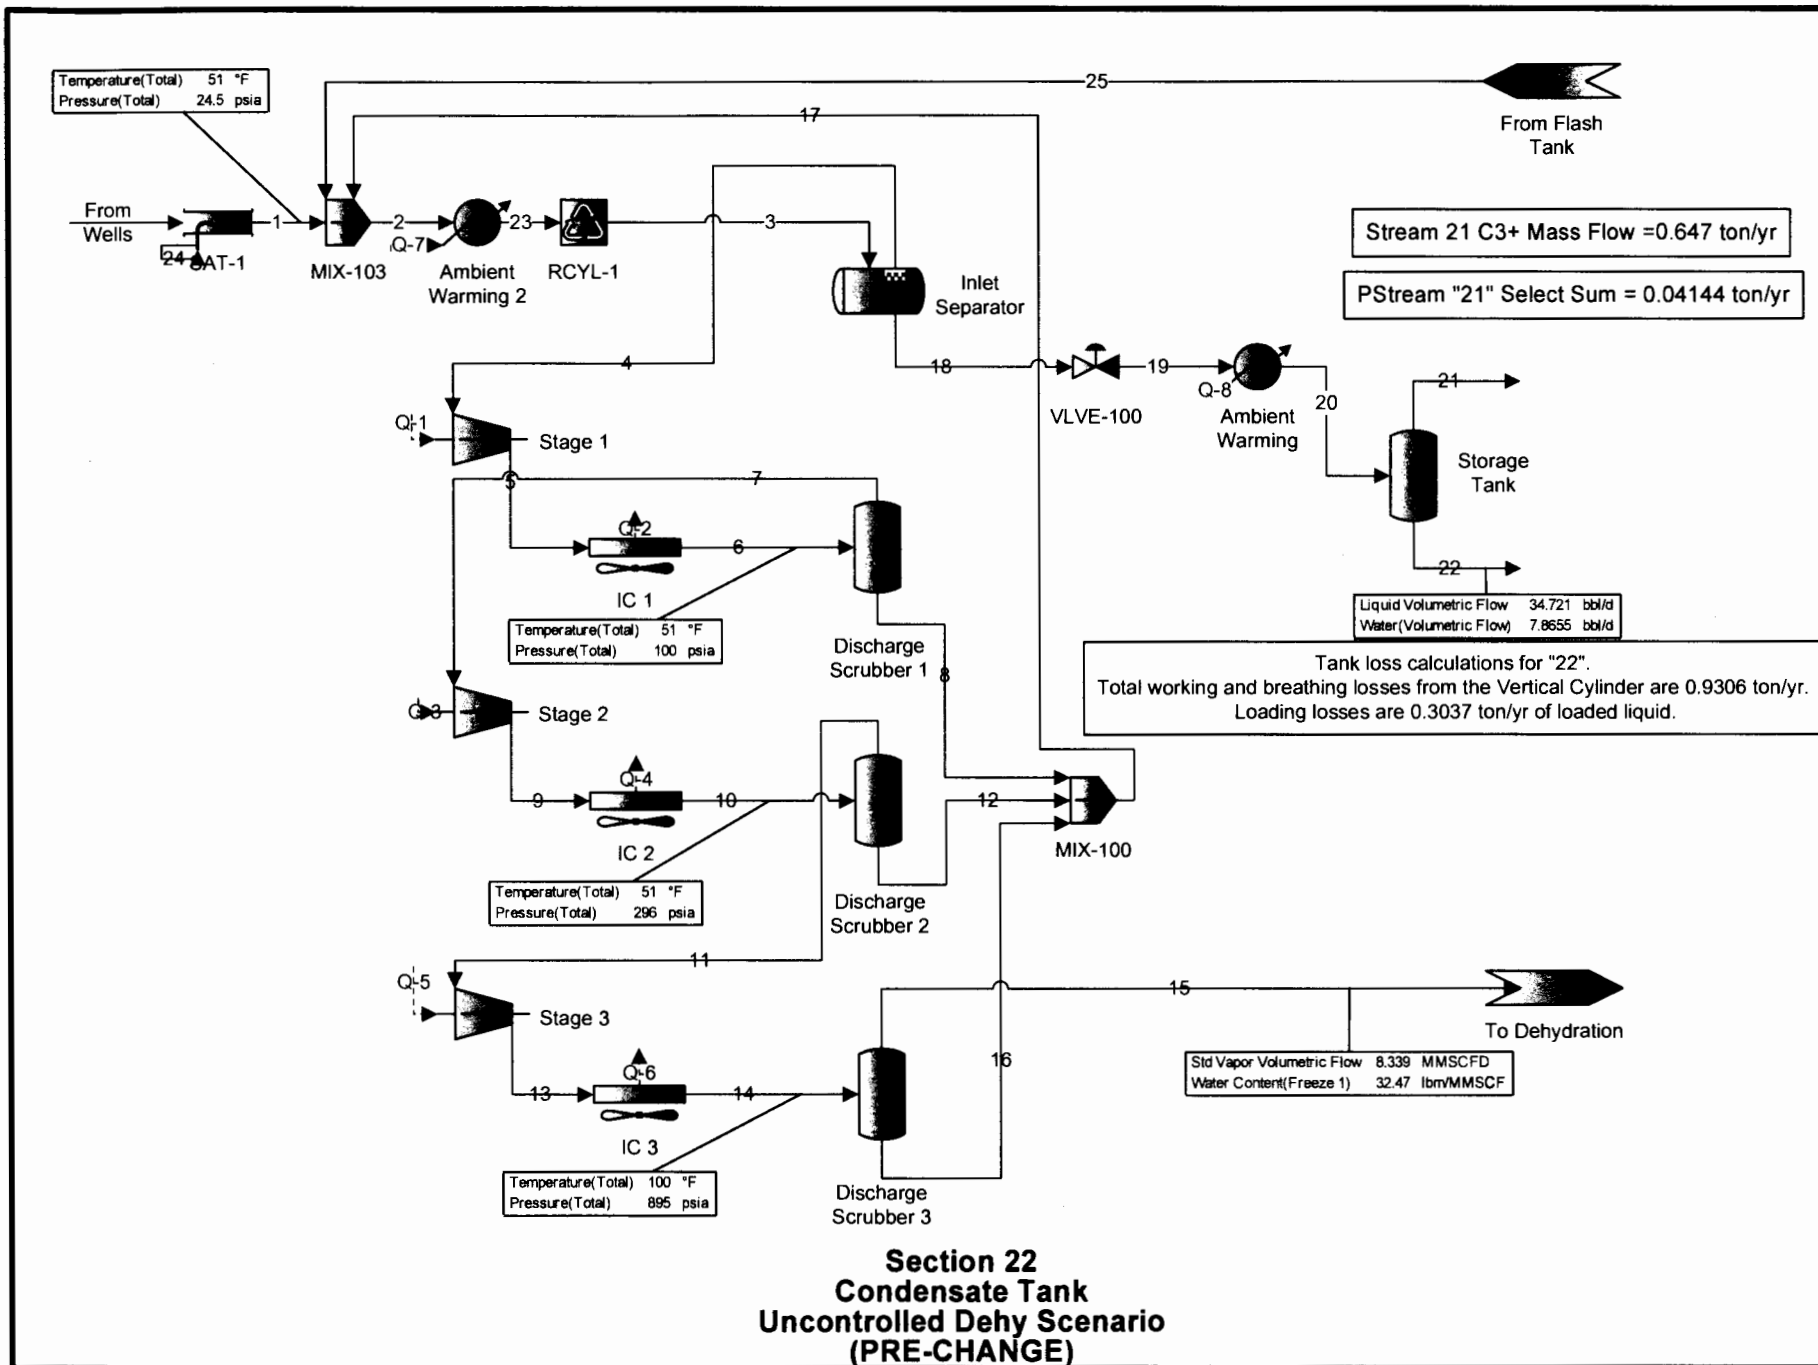 Temperature(Total) 51 °F
Pressure(Total) 24.5 psia
25
From Flash
Tank
17
From
Wells
24
SAT-1
1
MIX-103
2
Q-7
Ambient
Warming 2
23
RCYL-1
3
Inlet
Separator
Stream 21 C3+ Mass Flow =0.647 ton/yr
PStream "21" Select Sum = 0.04144 ton/yr
4
18
VLVE-100
19
Q-8
Ambient
Warming
20
21
Storage
Tank
22
Liquid Volumetric Flow 34.721 bbl/d
Water(Volumetric Flow) 7.8655 bbl/d
Tank loss calculations for "22".
Total working and breathing losses from the Vertical Cylinder are 0.9306 ton/yr.
Loading losses are 0.3037 ton/yr of loaded liquid.
Q-1
Stage 1
5
7
Q-2
6
IC 1
Temperature(Total) 51 °F
Pressure(Total) 100 psia
Discharge
Scrubber 1
8
Q-3
Stage 2
9
Q-4
10
IC 2
Temperature(Total) 51 °F
Pressure(Total) 296 psia
Discharge
Scrubber 2
12
MIX-100
11
Q-5
Stage 3
13
Q-6
14
IC 3
Temperature(Total) 100 °F
Pressure(Total) 895 psia
Discharge
Scrubber 3
16
15
To Dehydration
Std Vapor Volumetric Flow 8.339 MMSCFD
Water Content(Freeze 1) 32.47 lbm/MMSCF
Section 22
Condensate Tank
Uncontrolled Dehy Scenario
(PRE-CHANGE)